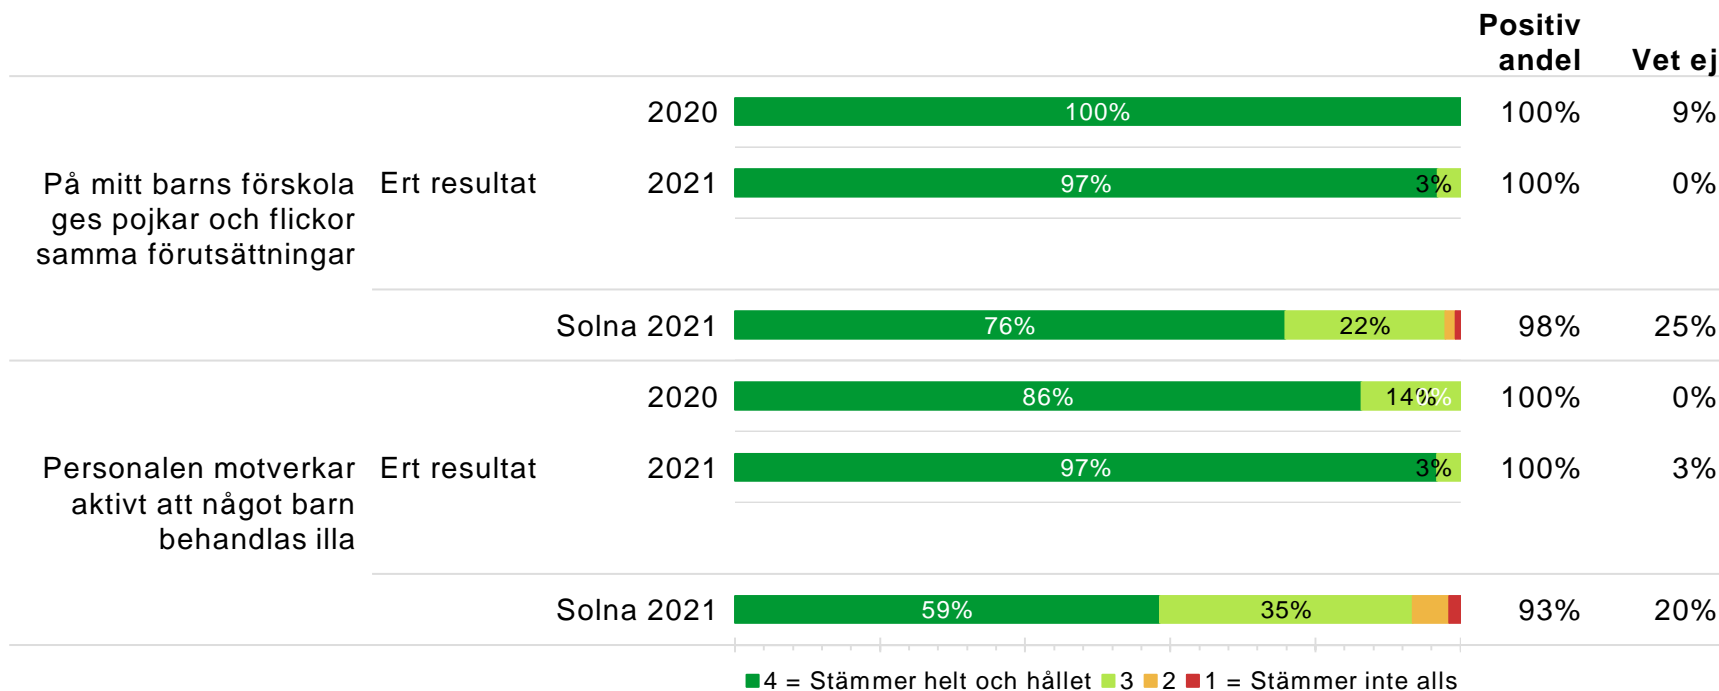 Positiv
andel Vet ej
2020 100% 100% 9%
På mitt barns förskola
ges pojkar och flickor
samma förutsättningar
Ert resultat 2021 97% 3% 100% 0%
Solna 2021 76% 22% 98% 25%
2020 86% 14% 0% 100% 0%
Personalen motverkar
aktivt att något barn
behandlas illa
Ert resultat 2021 97% 3% 100% 3%
Solna 2021 59% 35% 93% 20%
4 = Stämmer helt och hållet 3 2 1 = Stämmer inte alls